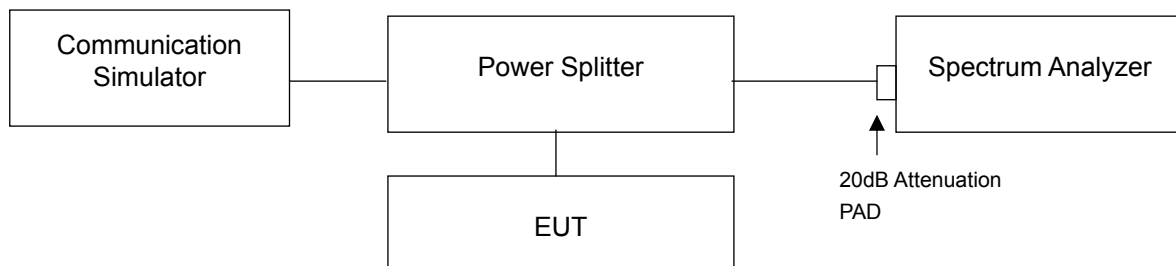 Communication
Simulator
Power Splitter
Spectrum Analyzer
20dB Attenuation
PAD
EUT